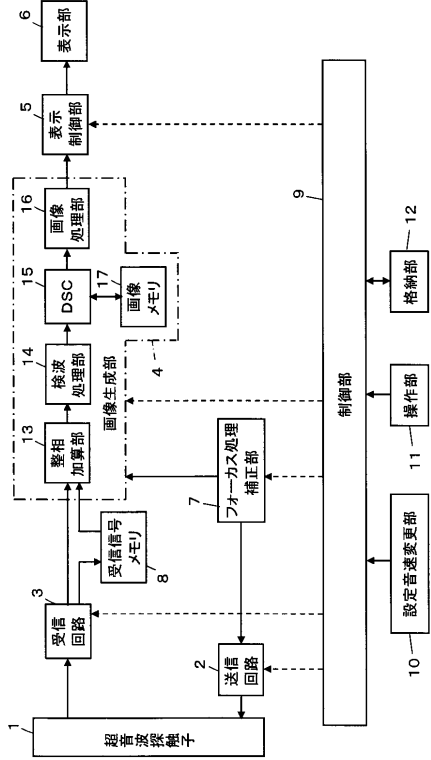 1
超音波探触子
2
送信
回路
3
受信
回路
受信信号
メモリ
8
13
整相
加算部
14
検波
処理部
15
DSC
16
画像
処理部
17
画像
メモリ
4
画像生成部
5
表示
制御部
6
表示部
7
フォーカス処理
補正部
9
制御部
設定音速変更部
10
操作部
11
格納部
12